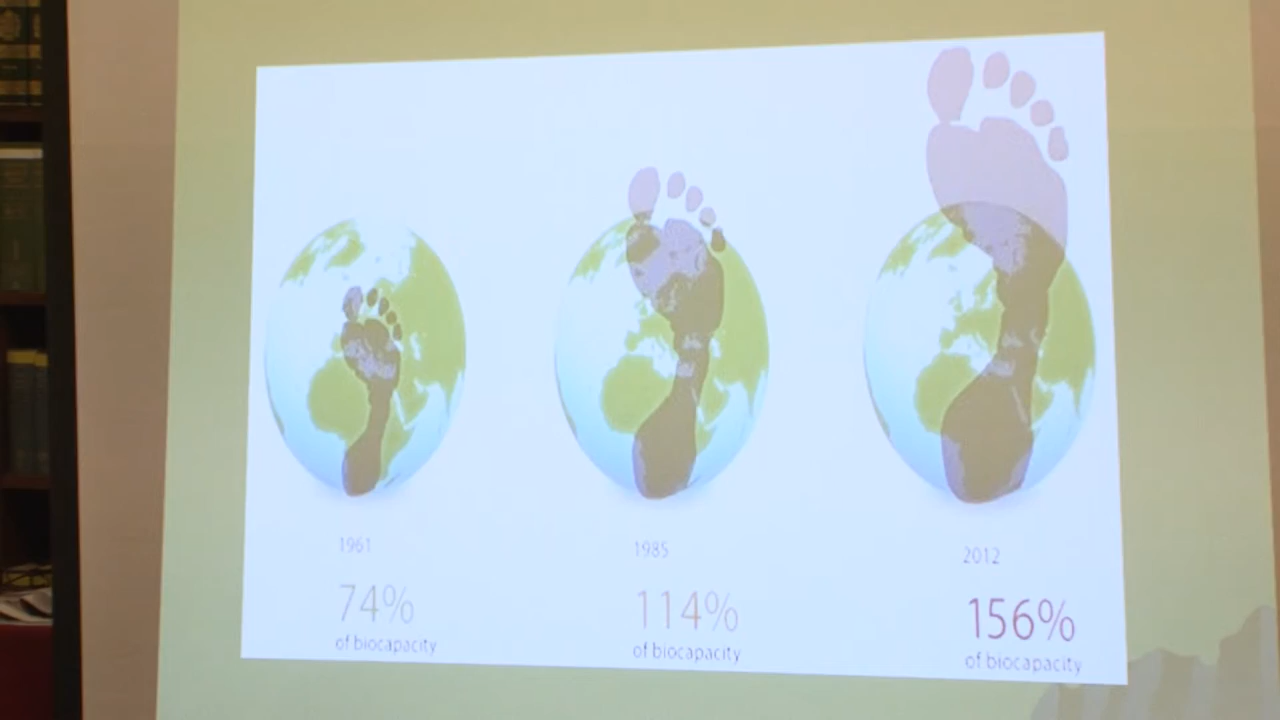 1961
74%
of biocapacity
1985
114%
of biocapacity
2012
156%
of biocapacity